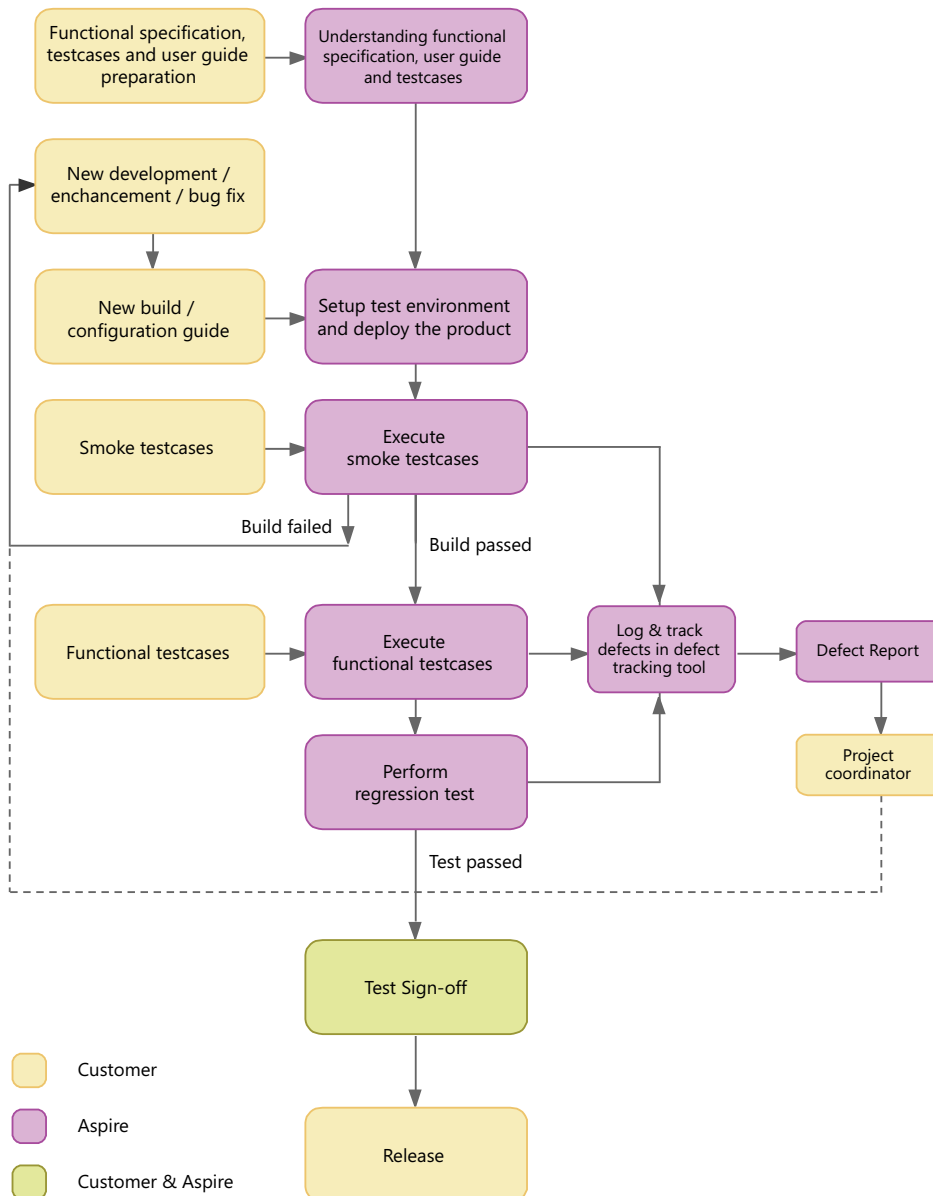 Functional specification,
testcases and user guide
preparation
Understanding functional
specification, user guide
and testcases
New development /
enchancement / bug fix
New build /
configuration guide
Setup test environment
and deploy the product
Smoke testcases
Execute
smoke testcases
Build failed
Build passed
Functional testcases
Execute
functional testcases
Log & track
defects in defect
tracking tool
Defect Report
Project
coordinator
Perform
regression test
Test passed
Test Sign-off
Customer
Aspire
Customer & Aspire
Release